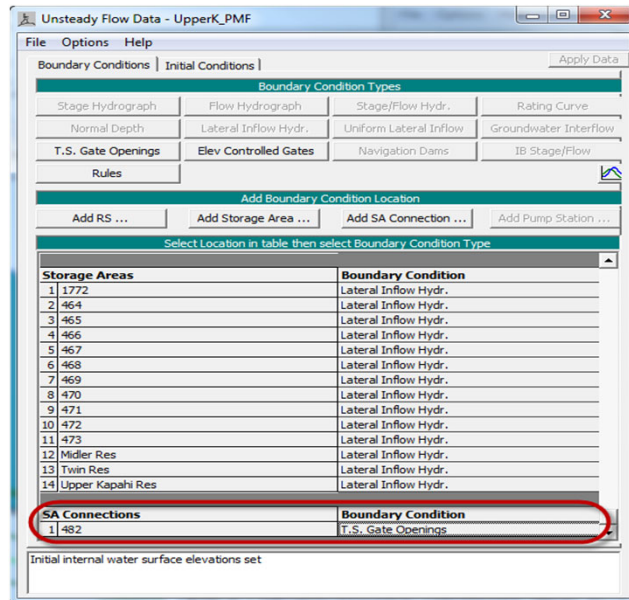 Unsteady Flow Data - UpperK_PMF
File Options Help
Boundary Conditions Initial Conditions Apply Data
Boundary Condition Types
Stage Hydrograph Flow Hydrograph Stage/Flow Hydr. Rating Curve
Normal Depth Lateral Inflow Hydr. Uniform Lateral Inflow Groundwater Interflow
T.S. Gate Openings Elev Controlled Gates Navigation Dams IB Stage/Flow
Rules
Add Boundary Condition Location
Add RS ... Add Storage Area ... Add SA Connection ... Add Pump Station ...
Select Location in table then select Boundary Condition Type
Storage Areas Boundary Condition
1 1772 Lateral Inflow Hydr.
2 464 Lateral Inflow Hydr.
3 465 Lateral Inflow Hydr.
4 466 Lateral Inflow Hydr.
5 467 Lateral Inflow Hydr.
6 468 Lateral Inflow Hydr.
7 469 Lateral Inflow Hydr.
8 470 Lateral Inflow Hydr.
9 471 Lateral Inflow Hydr.
10 472 Lateral Inflow Hydr.
11 473 Lateral Inflow Hydr.
12 Midler Res Lateral Inflow Hydr.
13 Twin Res Lateral Inflow Hydr.
14 Upper Kapahi Res Lateral Inflow Hydr.
SA Connections Boundary Condition
1 482 T.S. Gate Openings
Initial internal water surface elevations set